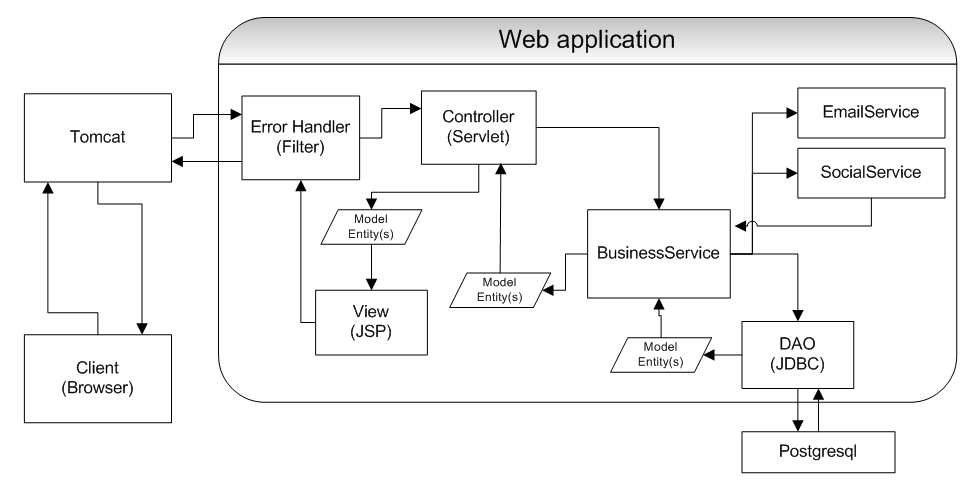 Web application
Tomcat
Error Handler
(Filter)
Controller
(Servlet)
EmailService
SocialService
Model
Entity(s)
BusinessService
Model
Entity(s)
View
(JSP)
Model
Entity(s)
DAO
(JDBC)
Client
(Browser)
Postgresql